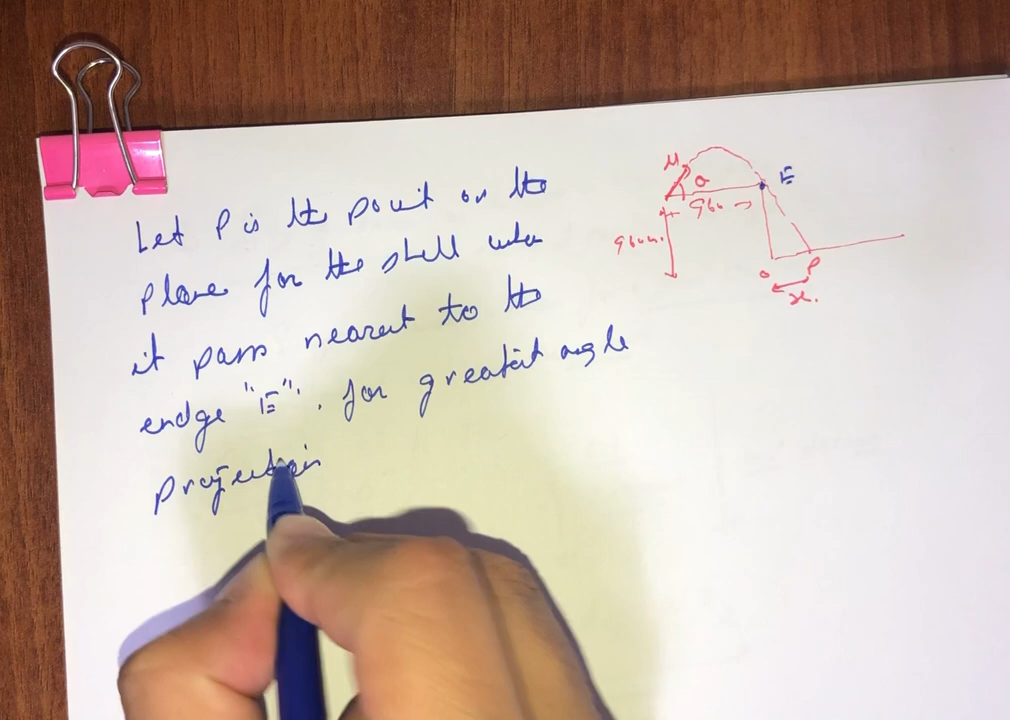 Let P is the point on the
plane for the shell when
it pass nearest to the
endge "E". for greatest angle
projection
u
θ
E
960
960m.
o
P
x.